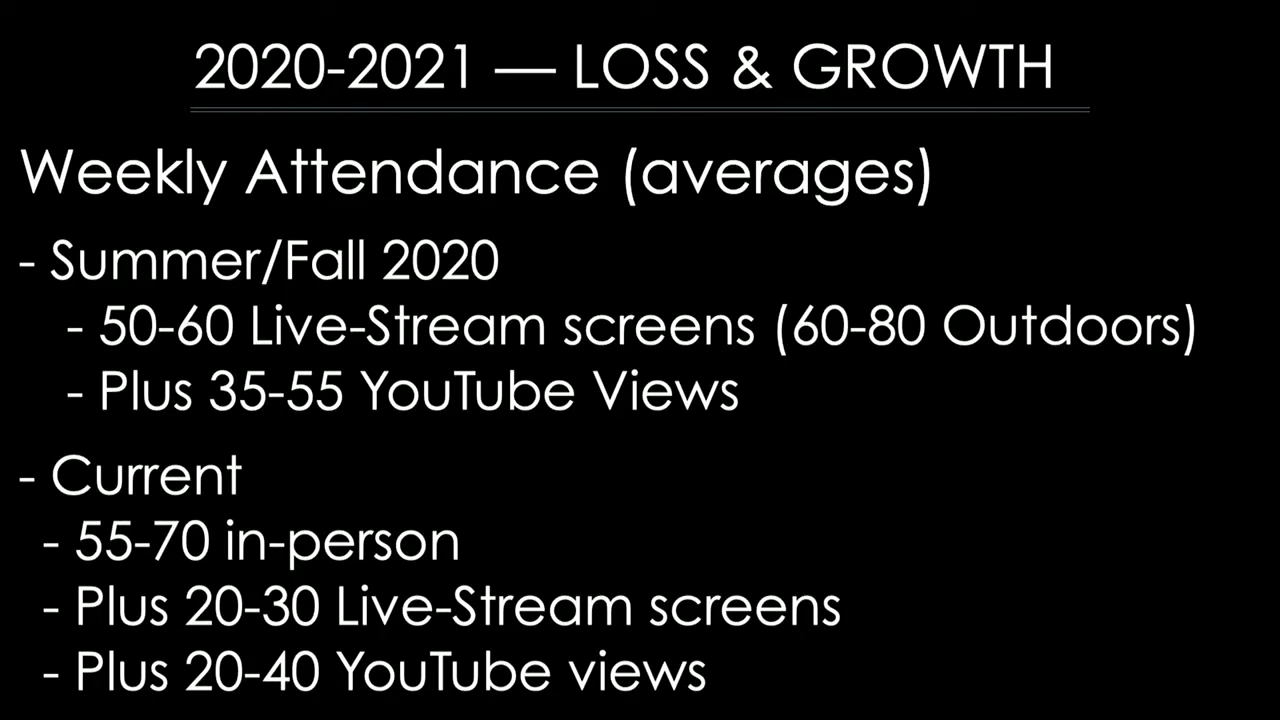 2020-2021 — LOSS & GROWTH
Weekly Attendance (averages)
- Summer/Fall 2020
- 50-60 Live-Stream screens (60-80 Outdoors)
- Plus 35-55 YouTube Views
- Current
- 55-70 in-person
- Plus 20-30 Live-Stream screens
- Plus 20-40 YouTube views